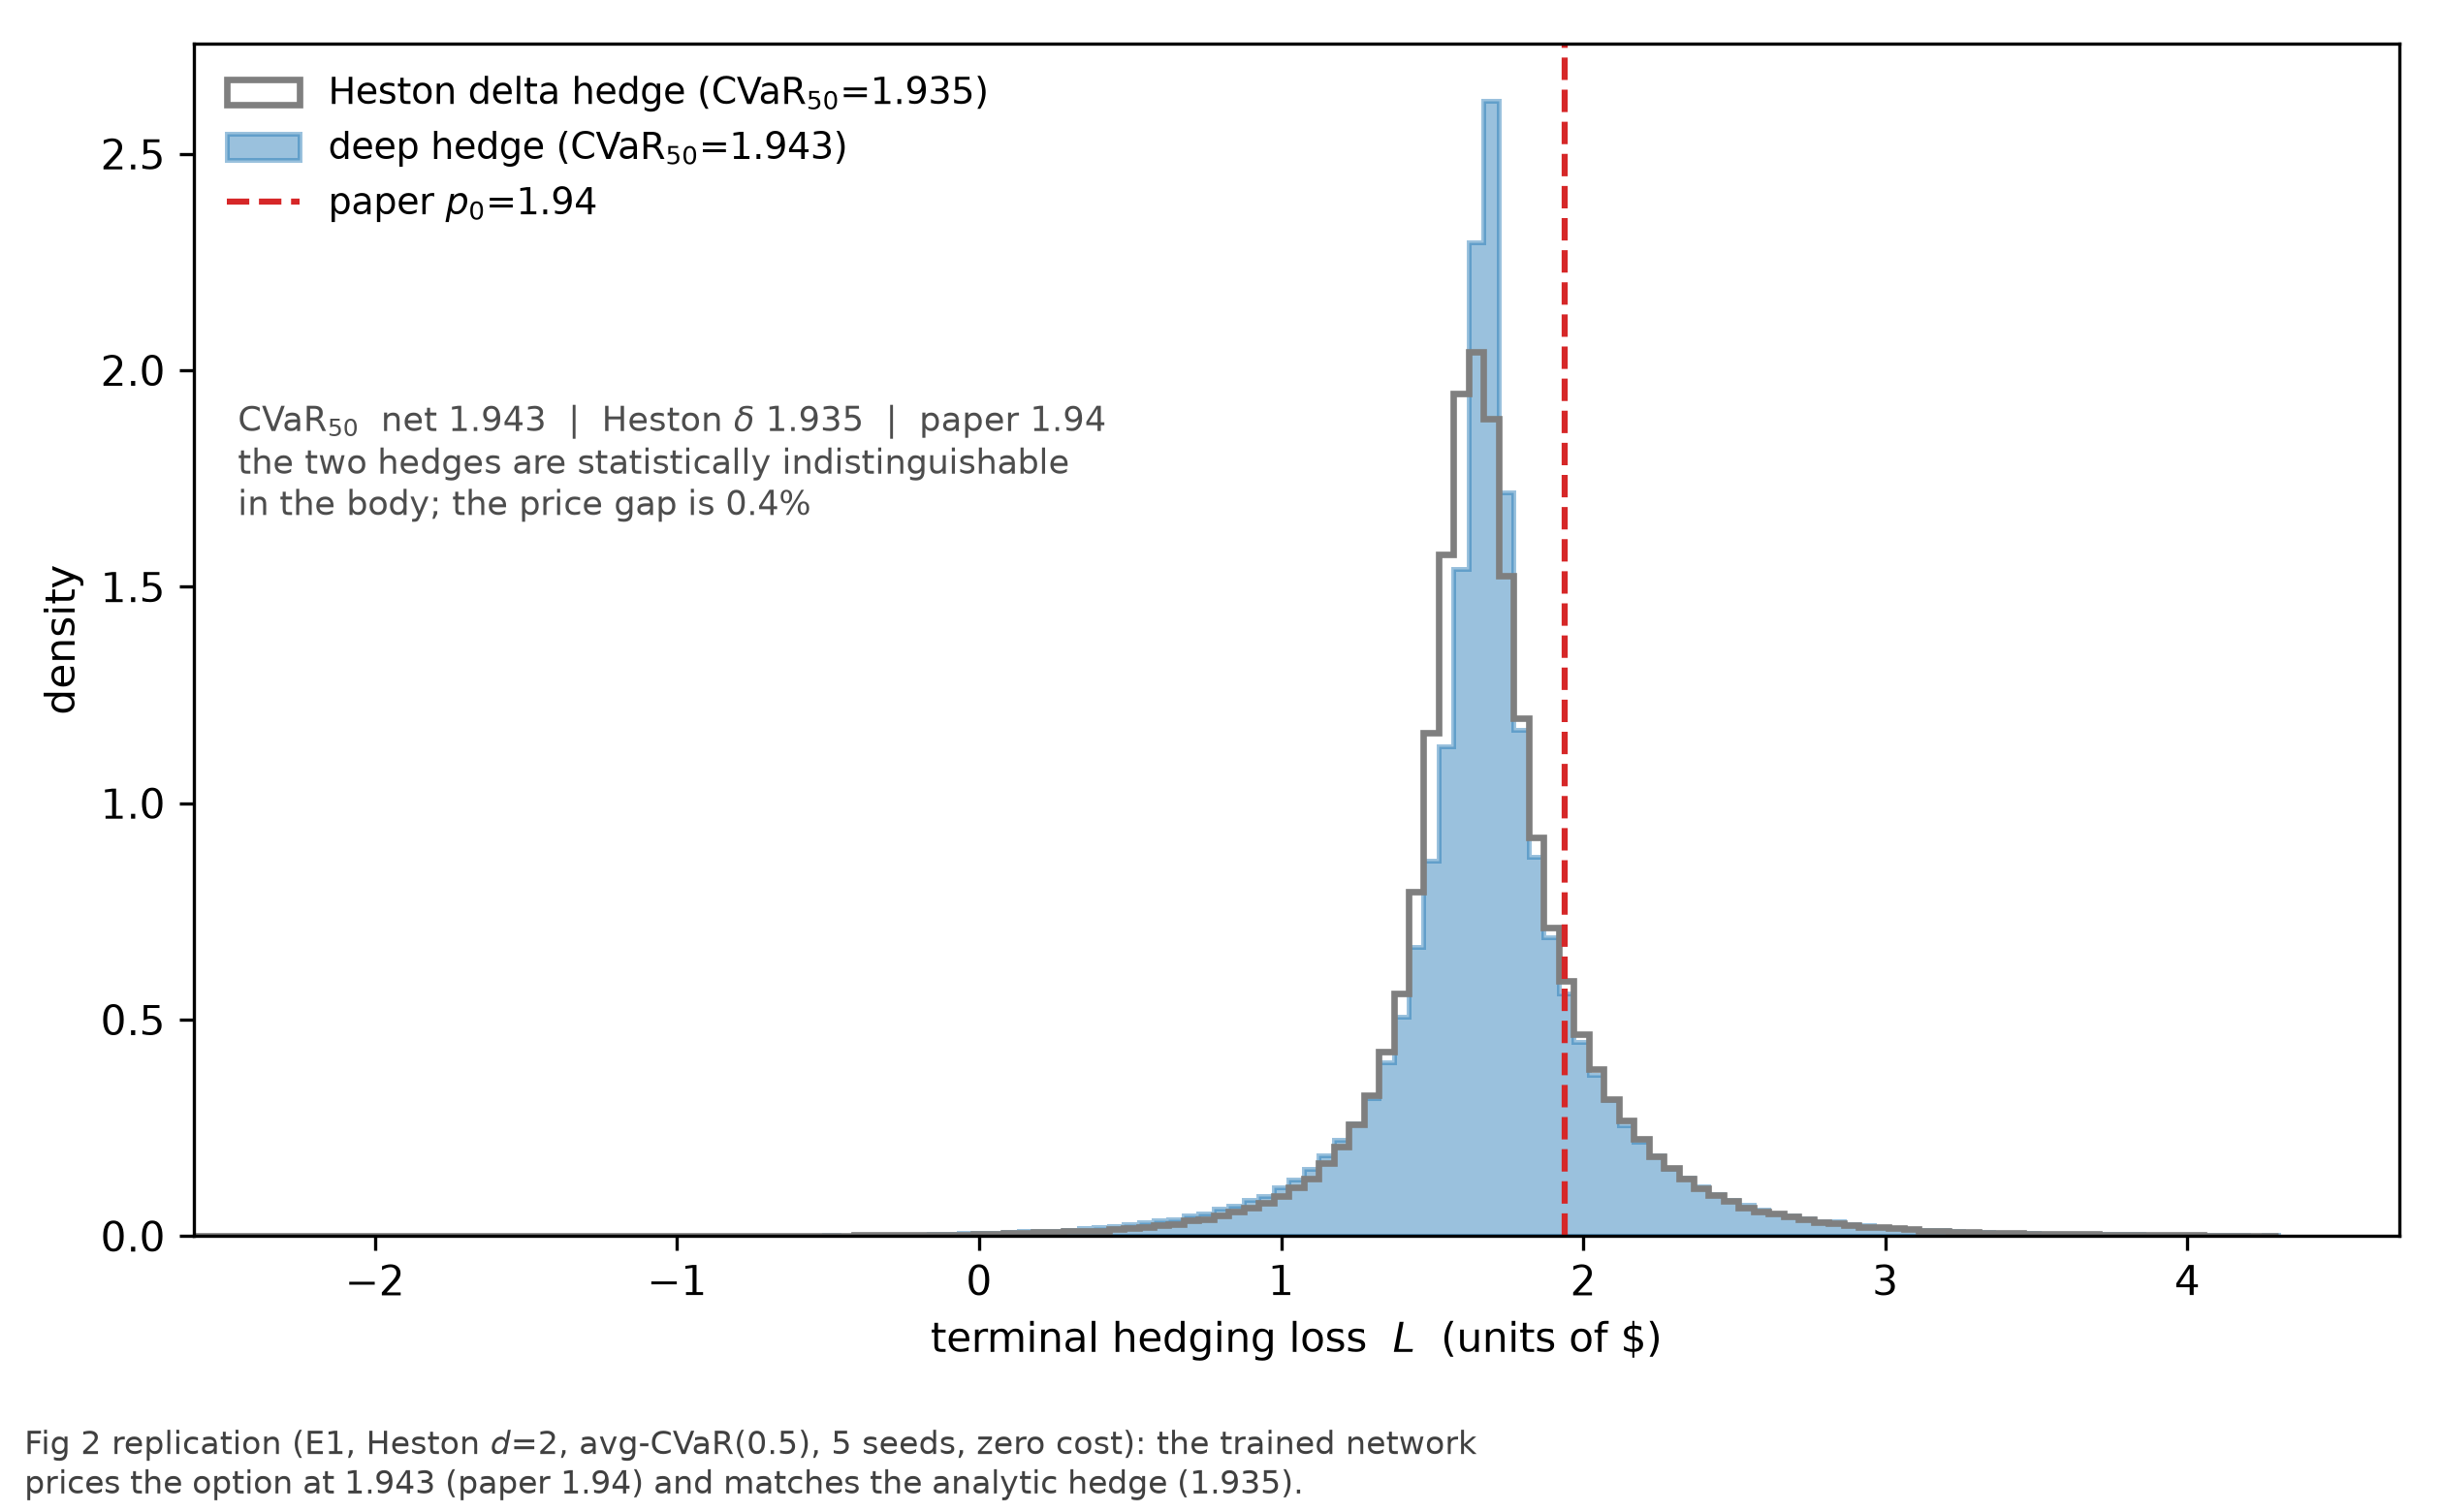 Heston delta hedge (CVaR50=1.935)
deep hedge (CVaR50=1.943)
paper p0=1.94
CVaR50 net 1.943 | Heston δ 1.935 | paper 1.94
the two hedges are statistically indistinguishable
in the body; the price gap is 0.4%
density
2.5
2.0
1.5
1.0
0.5
0.0
−2 −1 0 1 2 3 4
terminal hedging loss L (units of $)
Fig 2 replication (E1, Heston d=2, avg-CVaR(0.5), 5 seeds, zero cost): the trained network
prices the option at 1.943 (paper 1.94) and matches the analytic hedge (1.935).